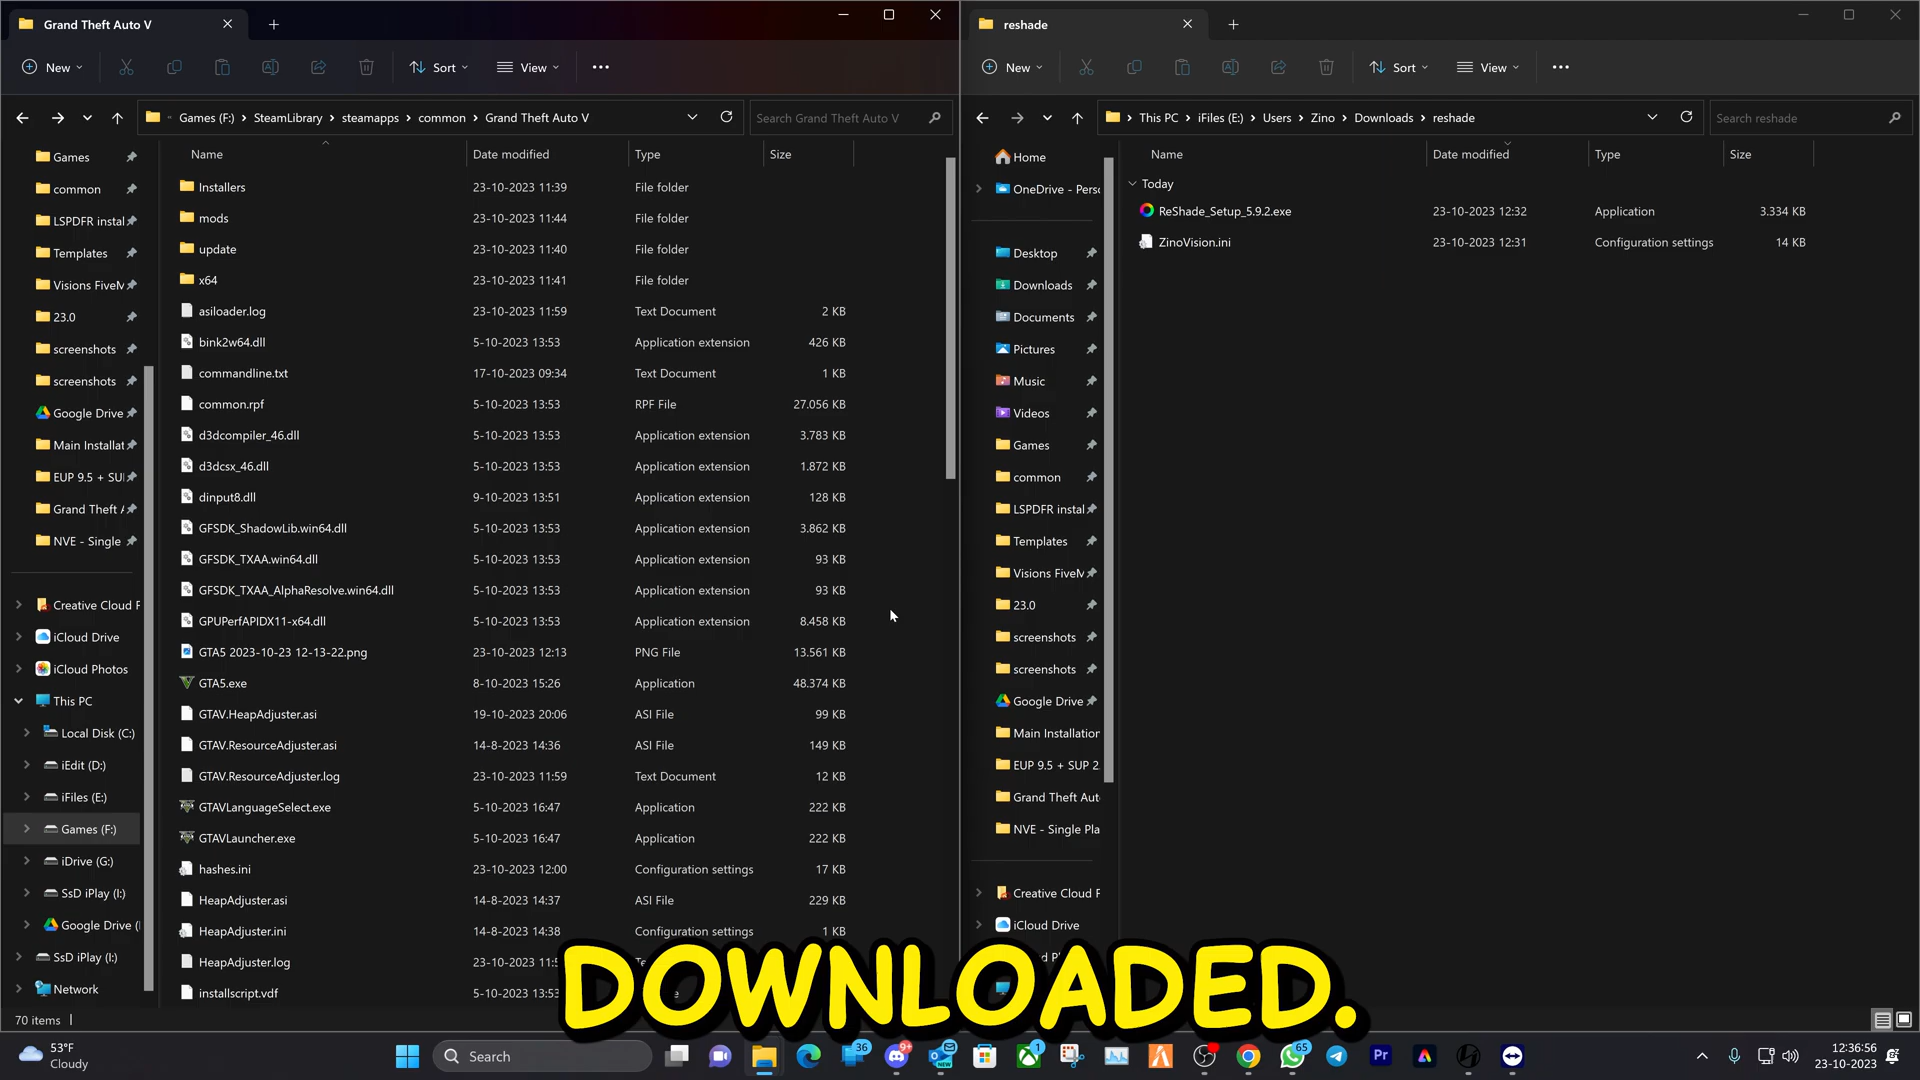 Grand Theft Auto V
New
Sort
View
Games (F:) > SteamLibrary > steamapps > common > Grand Theft Auto V
Search Grand Theft Auto V
Games
common
LSPDFR instal
Templates
Visions FiveM
23.0
screenshots
screenshots
Google Drive
Main Installat
EUP 9.5 + SU
Grand Theft A
NVE - Single
Creative Cloud F
iCloud Drive
iCloud Photos
This PC
Local Disk (C:)
iEdit (D:)
iFiles (E:)
Games (F:)
iDrive (G:)
SsD iPlay (I:)
Google Drive (
SsD iPlay (I:)
Network
Name Date modified Type Size
Installers 23-10-2023 11:39 File folder
mods 23-10-2023 11:44 File folder
update 23-10-2023 11:40 File folder
x64 23-10-2023 11:41 File folder
asiloader.log 23-10-2023 11:59 Text Document 2 KB
bink2w64.dll 5-10-2023 13:53 Application extension 426 KB
commandline.txt 17-10-2023 09:34 Text Document 1 KB
common.rpf 5-10-2023 13:53 RPF File 27.056 KB
d3dcompiler_46.dll 5-10-2023 13:53 Application extension 3.783 KB
d3dcsx_46.dll 5-10-2023 13:53 Application extension 1.872 KB
dinput8.dll 9-10-2023 13:51 Application extension 128 KB
GFSDK_ShadowLib.win64.dll 5-10-2023 13:53 Application extension 3.862 KB
GFSDK_TXAA.win64.dll 5-10-2023 13:53 Application extension 93 KB
GFSDK_TXAA_AlphaResolve.win64.dll 5-10-2023 13:53 Application extension 93 KB
GPUPerfAPIDX11-x64.dll 5-10-2023 13:53 Application extension 8.458 KB
GTA5 2023-10-23 12-13-22.png 23-10-2023 12:13 PNG File 13.561 KB
GTA5.exe 8-10-2023 15:26 Application 48.374 KB
GTAV.HeapAdjuster.asi 19-10-2023 20:06 ASI File 99 KB
GTAV.ResourceAdjuster.asi 14-8-2023 14:36 ASI File 149 KB
GTAV.ResourceAdjuster.log 23-10-2023 11:59 Text Document 12 KB
GTAVLanguageSelect.exe 5-10-2023 16:47 Application 222 KB
GTAVLauncher.exe 5-10-2023 16:47 Application 222 KB
hashes.ini 23-10-2023 12:00 Configuration settings 17 KB
HeapAdjuster.asi 14-8-2023 14:37 ASI File 229 KB
HeapAdjuster.ini 14-8-2023 14:38 Configuration settings 1 KB
HeapAdjuster.log 23-10-2023
installscript.vdf 5-10-2023 13:53
70 items
reshade
New
Sort
View
This PC > iFiles (E:) > Users > Zino > Downloads > reshade
Search reshade
Home
OneDrive - Perso
Desktop
Downloads
Documents
Pictures
Music
Videos
Games
common
LSPDFR instal
Templates
Visions FiveM
23.0
screenshots
screenshots
Google Drive
Main Installation
EUP 9.5 + SUP 2.
Grand Theft Auto
NVE - Single Pla
Creative Cloud F
iCloud Drive
Name Date modified Type Size
Today
ReShade_Setup_5.9.2.exe 23-10-2023 12:32 Application 3.334 KB
ZinoVision.ini 23-10-2023 12:31 Configuration settings 14 KB
DOWNLOADED.
53°F
Cloudy
Search
36
9+
NEW
1
65
Pr
12:36:56
23-10-2023